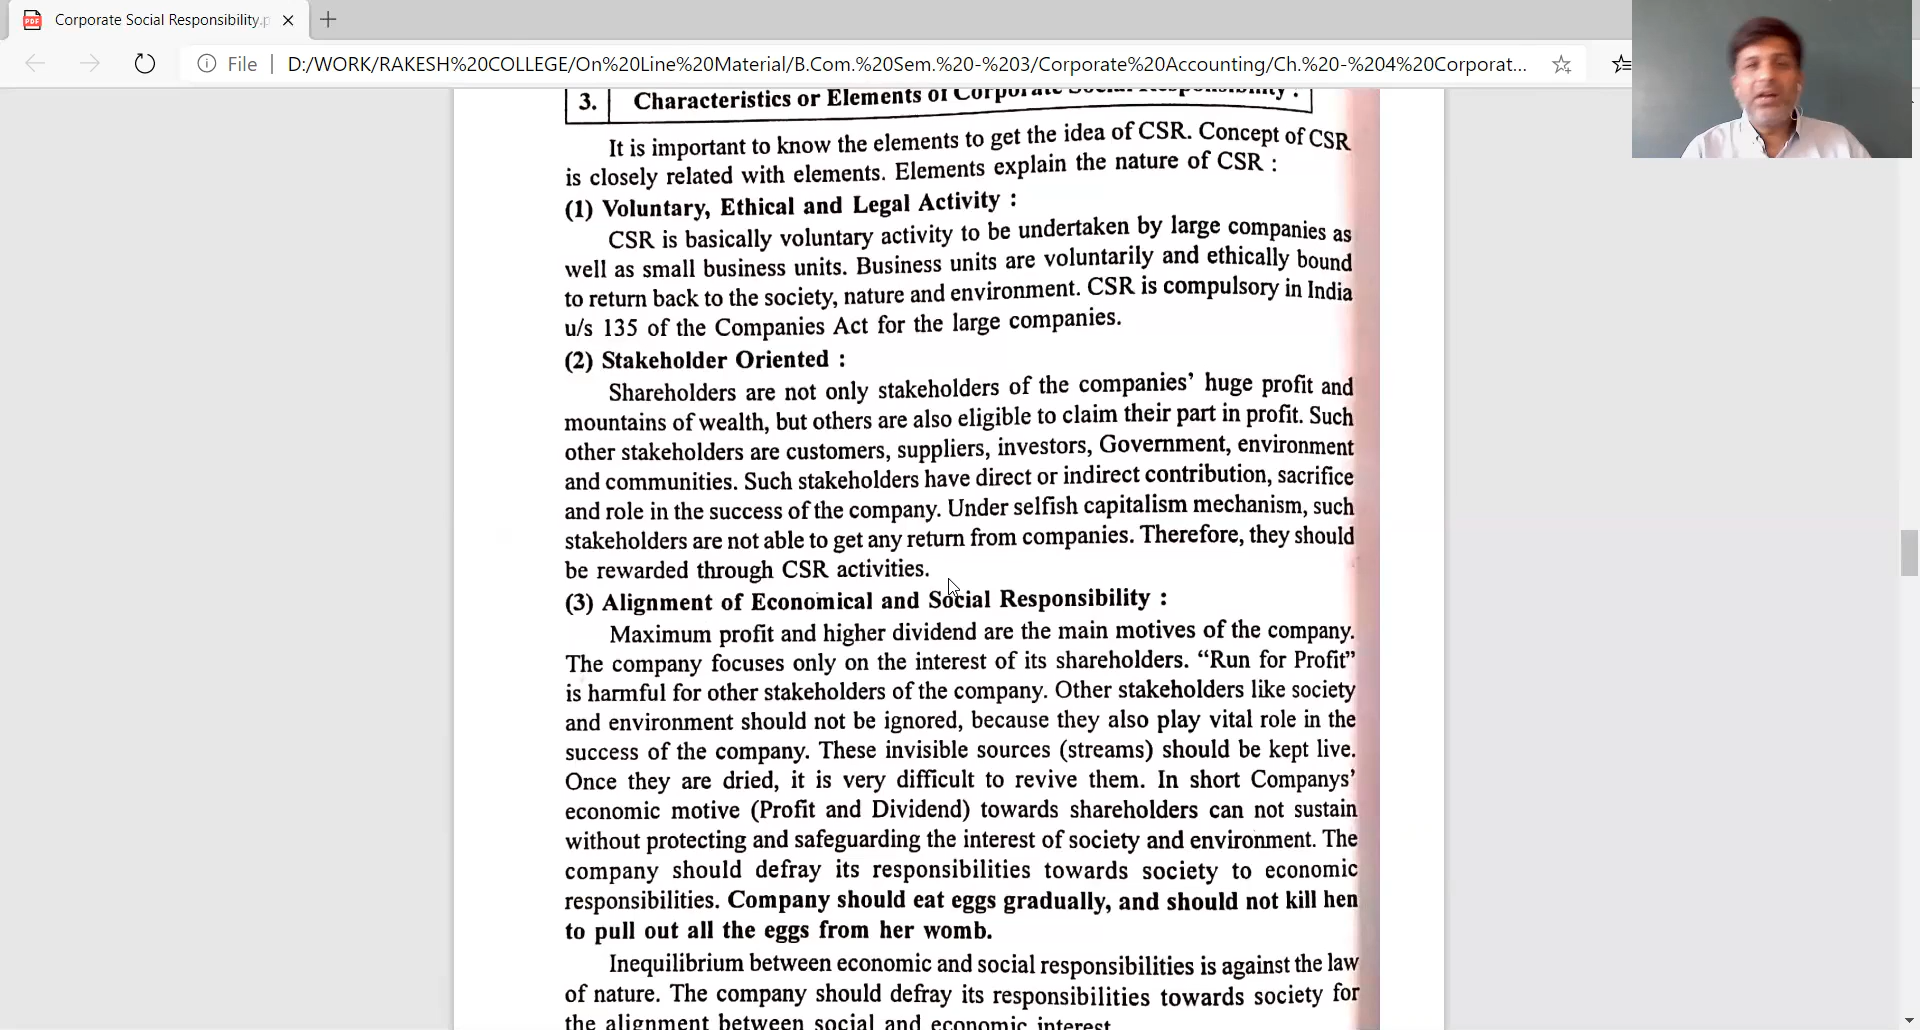 Corporate Social Responsibility.p
File
D:/WORK/RAKESH%20COLLEGE/On%20Line%20Material/B.Com.%20Sem.%20-%203/Corporate%20Accounting/Ch.%20-%204%20Corporat...
3. Characteristics or Elements of Corporate Social Responsibility :
It is important to know the elements to get the idea of CSR. Concept of CSR
is closely related with elements. Elements explain the nature of CSR :
(1) Voluntary, Ethical and Legal Activity :
CSR is basically voluntary activity to be undertaken by large companies as
well as small business units. Business units are voluntarily and ethically bound
to return back to the society, nature and environment. CSR is compulsory in India
u/s 135 of the Companies Act for the large companies.
(2) Stakeholder Oriented :
Shareholders are not only stakeholders of the companies' huge profit and
mountains of wealth, but others are also eligible to claim their part in profit. Such
other stakeholders are customers, suppliers, investors, Government, environment
and communities. Such stakeholders have direct or indirect contribution, sacrifice
and role in the success of the company. Under selfish capitalism mechanism, such
stakeholders are not able to get any return from companies. Therefore, they should
be rewarded through CSR activities.
(3) Alignment of Economical and Social Responsibility :
Maximum profit and higher dividend are the main motives of the company.
The company focuses only on the interest of its shareholders. "Run for Profit"
is harmful for other stakeholders of the company. Other stakeholders like society
and environment should not be ignored, because they also play vital role in the
success of the company. These invisible sources (streams) should be kept live.
Once they are dried, it is very difficult to revive them. In short Companys'
economic motive (Profit and Dividend) towards shareholders can not sustain
without protecting and safeguarding the interest of society and environment. The
company should defray its responsibilities towards society to economic
responsibilities. Company should eat eggs gradually, and should not kill hen
to pull out all the eggs from her womb.
Inequilibrium between economic and social responsibilities is against the law
of nature. The company should defray its responsibilities towards society for
the alignment between social and economic interest.